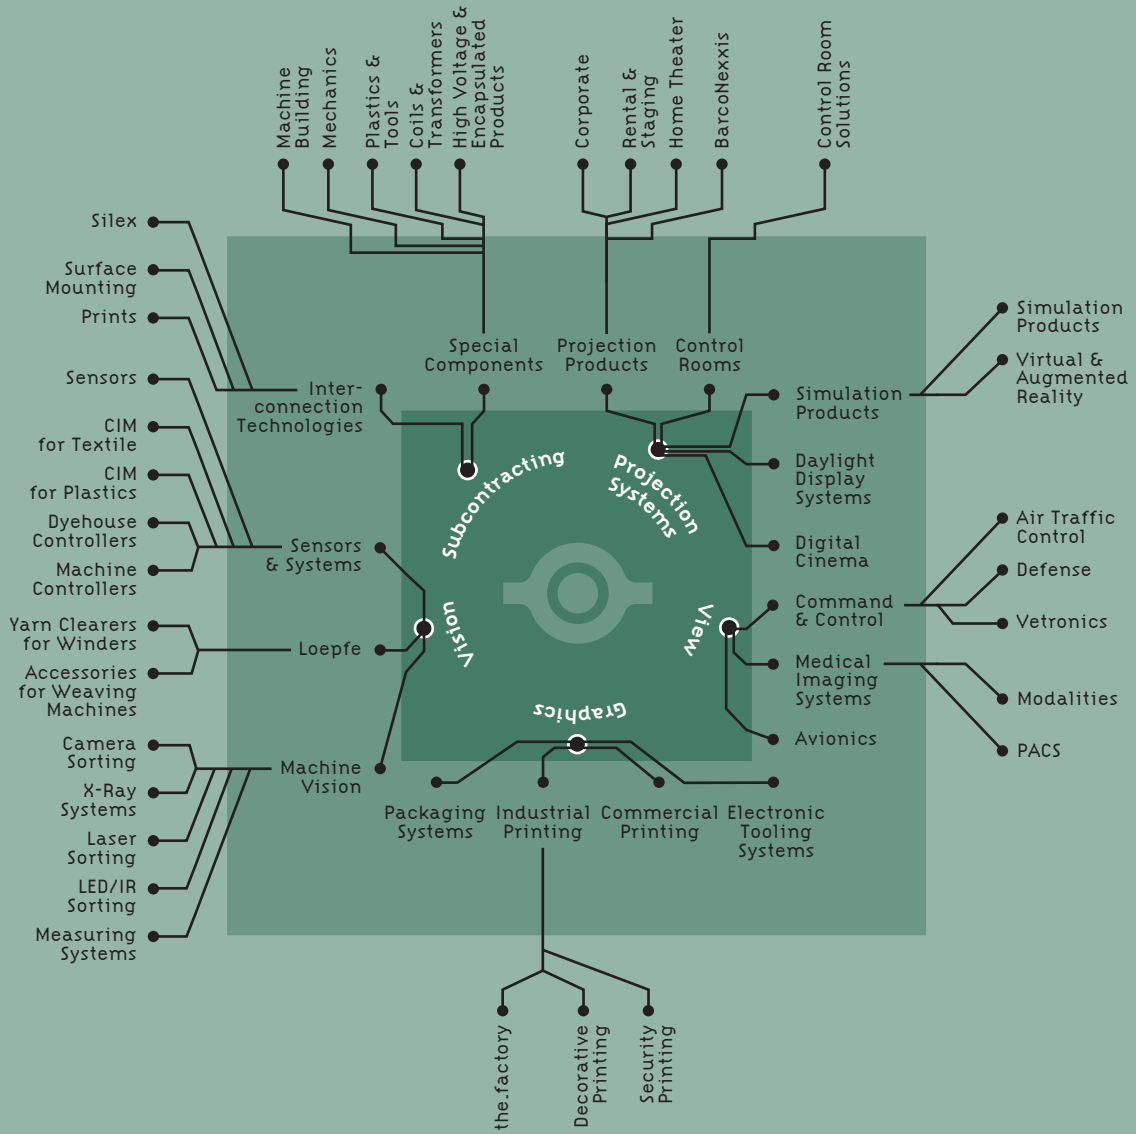 Machine
Building
Mechanics
Plastics &
Tools
Coils &
Transformers
High Voltage &
Encapsulated
Products
Corporate
Rental &
Staging
Home Theater
BarcoNexxis
Control Room
Solutions
Silex
Surface
Mounting
Prints
Sensors
CIM
for Textile
CIM
for Plastics
Dyehouse
Controllers
Machine
Controllers
Yarn Clearers
for Winders
Accessories
for Weaving
Machines
Camera
Sorting
X-Ray
Systems
Laser
Sorting
LED/IR
Sorting
Measuring
Systems
Inter-
connection
Technologies
Special
Components
Projection
Products
Control
Rooms
Sensors
& Systems
Loepfe
Machine
Vision
Subcontracting
Projection
Systems
Vision
View
Graphics
Simulation
Products
Daylight
Display
Systems
Digital
Cinema
Command
& Control
Medical
Imaging
Systems
Avionics
Simulation
Products
Virtual &
Augmented
Reality
Air Traffic
Control
Defense
Vetronics
Modalities
PACS
Packaging
Systems
Industrial
Printing
Commercial
Printing
Electronic
Tooling
Systems
the.factory
Decorative
Printing
Security
Printing